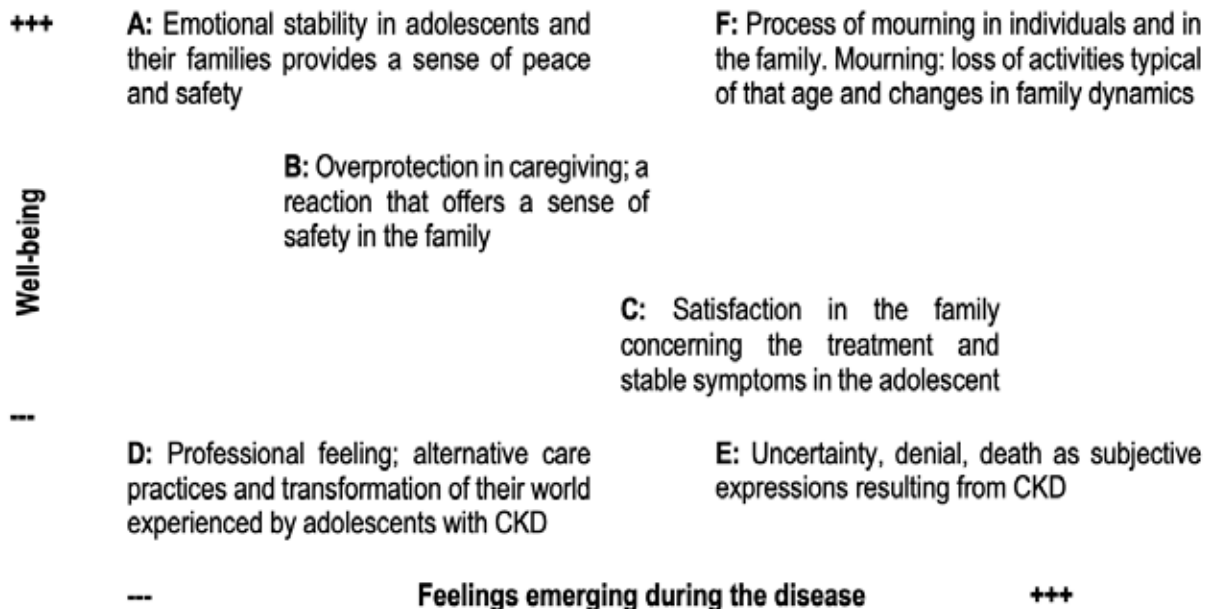 +++
A: Emotional stability in adolescents and
their families provides a sense of peace
and safety
F: Process of mourning in individuals and in
the family. Mourning: loss of activities typical
of that age and changes in family dynamics
B: Overprotection in caregiving; a
reaction that offers a sense of
safety in the family
Well-being
C: Satisfaction in the family
concerning the treatment and
stable symptoms in the adolescent
---
D: Professional feeling; alternative care
practices and transformation of their world
experienced by adolescents with CKD
E: Uncertainty, denial, death as subjective
expressions resulting from CKD
--- Feelings emerging during the disease +++